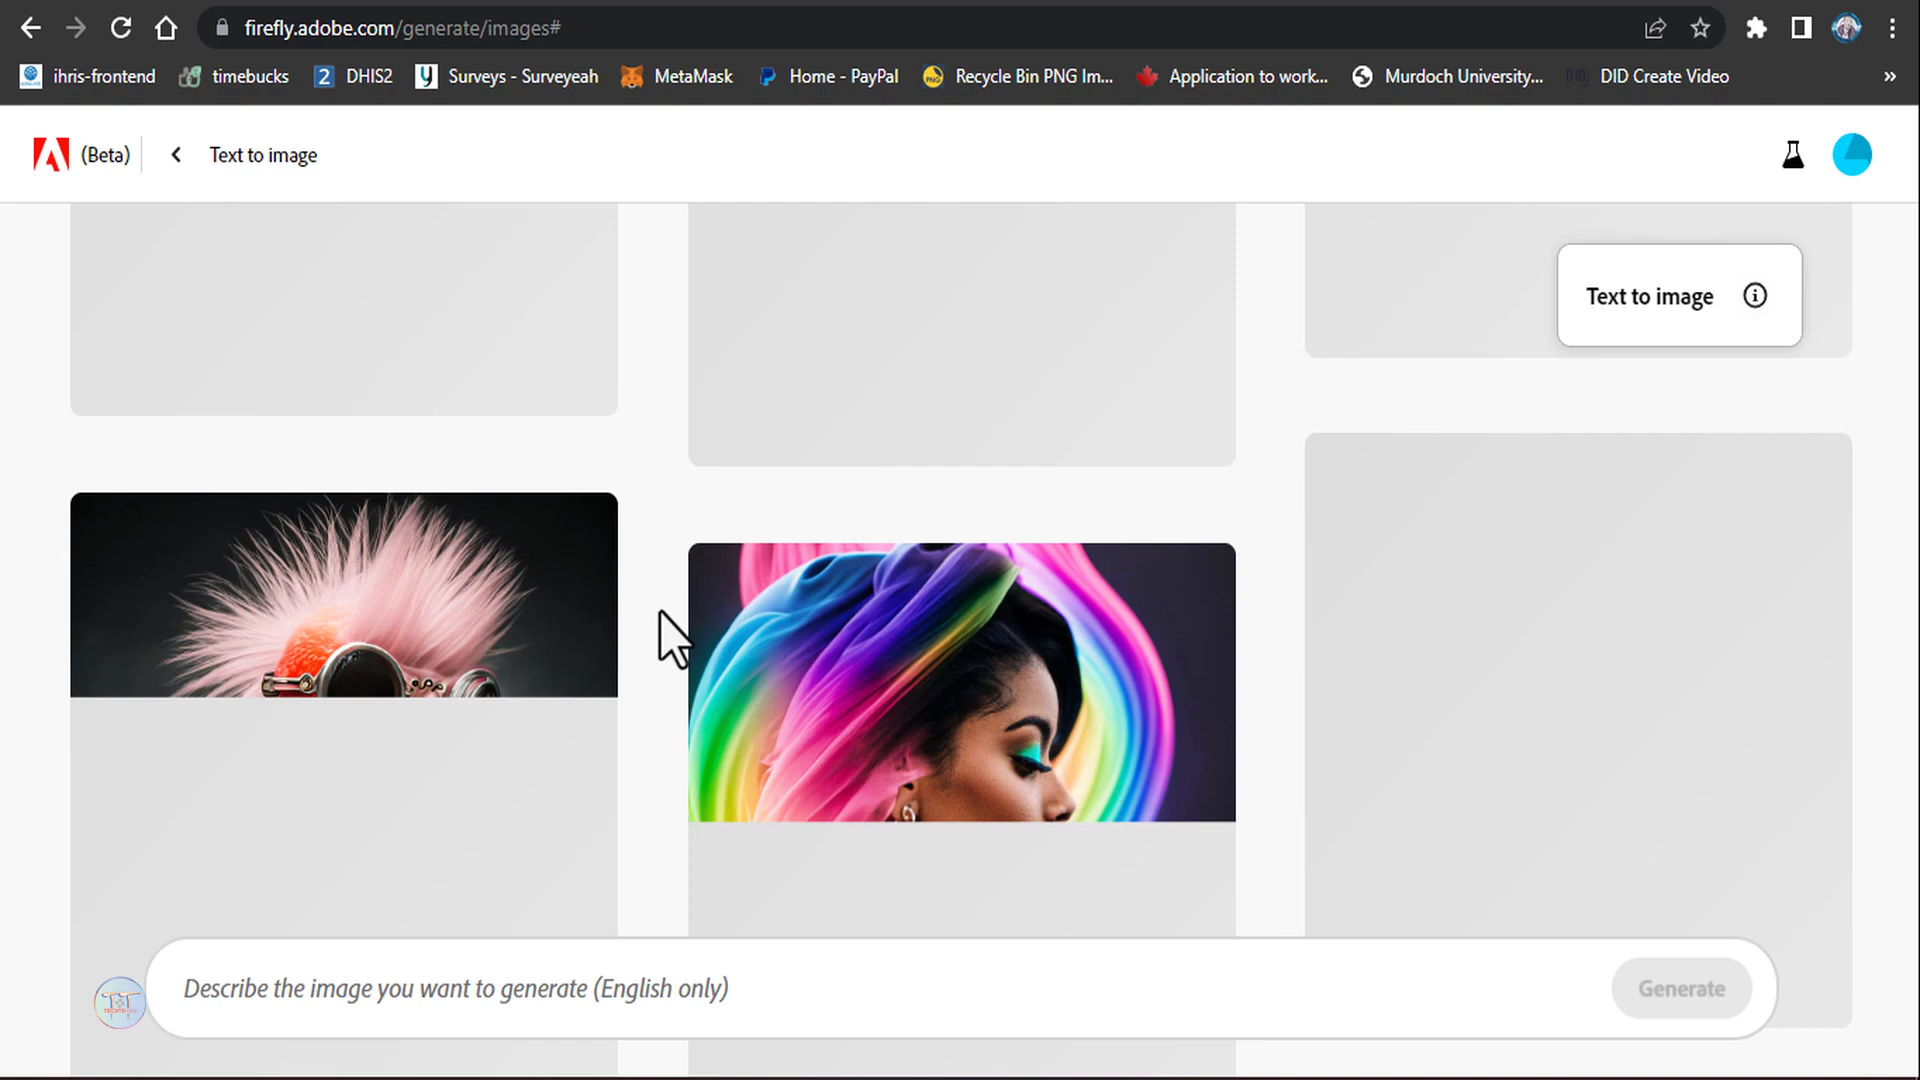 firefly.adobe.com/generate/images#
ihris-frontend timebucks 2 DHIS2 y Surveys - Surveyeah MetaMask Home - PayPal PNG Recycle Bin PNG Im... Application to work... Murdoch University... DID Create Video »
(Beta) Text to image
Text to image
Describe the image you want to generate (English only) Generate